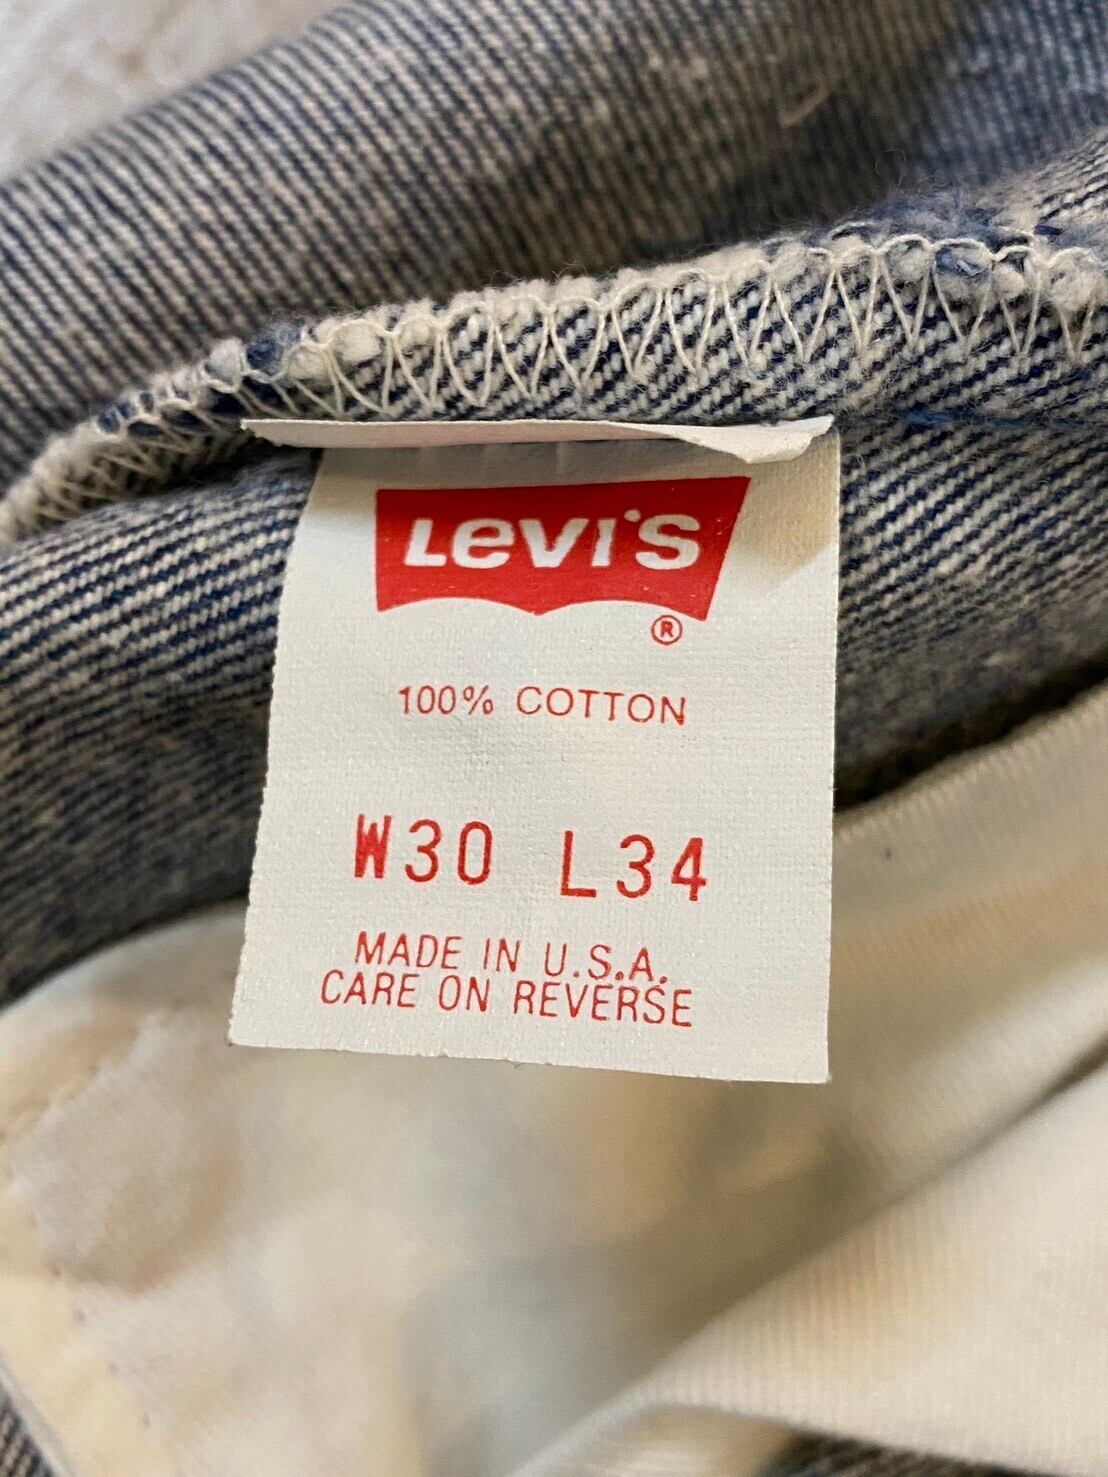 Levi's
®
100% COTTON
W30 L34
MADE IN U.S.A.
CARE ON REVERSE